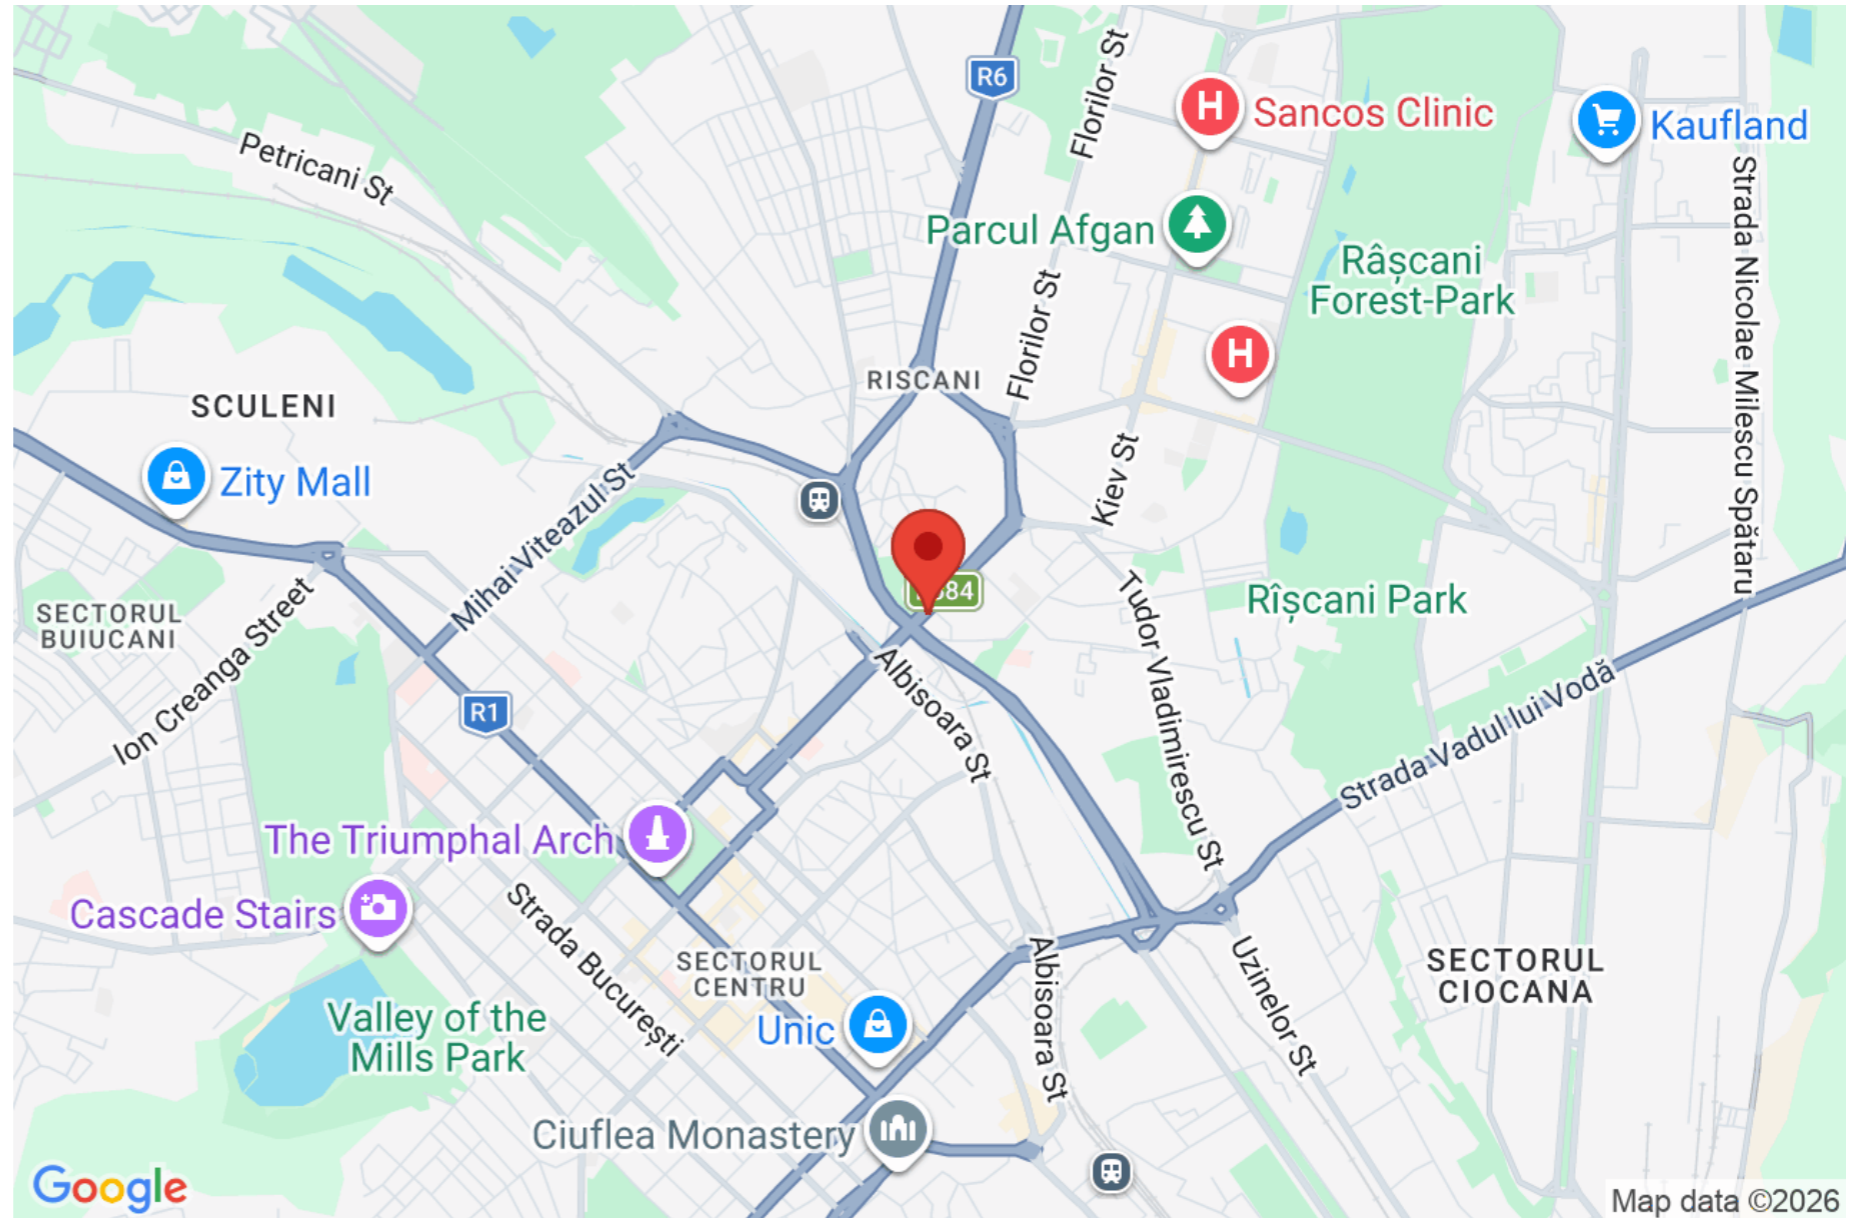 R6
Florilor St
Sancos Clinic
Kaufland
Petricani St
Parcul Afgan
Râșcani
Forest-Park
Strada Nicolae Milescu Spătaru
Florilor St
RISCANI
SCULENI
Zity Mall
Mihai Viteazul St
Kiev St
SECTORUL
BUIUCANI
Ion Creanga Street
84
Rîșcani Park
Tudor Vladimirescu St
Albisoara St
R1
Strada Vadul lui Vodă
The Triumphal Arch
Cascade Stairs
Strada București
SECTORUL
CENTRU
Albisoara St
Uzinelor St
SECTORUL
CIOCANA
Valley of the
Mills Park
Unic
Ciuflea Monastery
Google
Map data ©2026